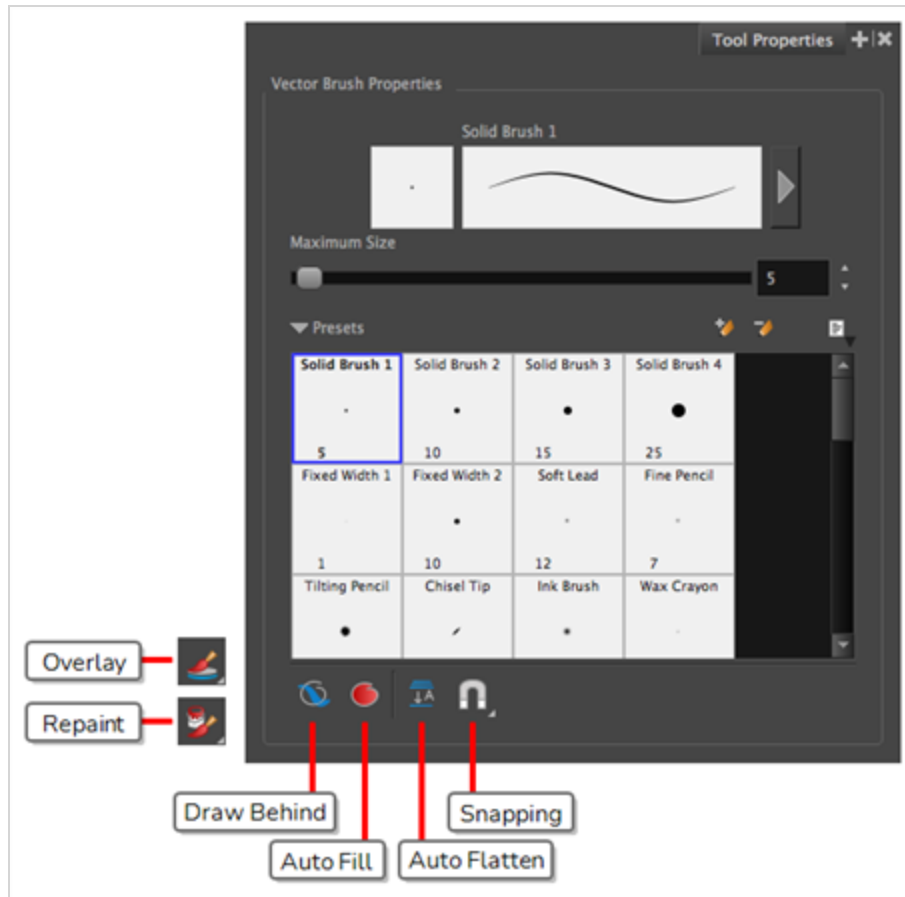 Tool Properties
Vector Brush Properties
Solid Brush 1
Maximum Size
5
Presets
Solid Brush 1 Solid Brush 2 Solid Brush 3 Solid Brush 4
5 10 15 25
Fixed Width 1 Fixed Width 2 Soft Lead Fine Pencil
1 10 12 7
Tilting Pencil Chisel Tip Ink Brush Wax Crayon
Overlay
A
Repaint
Draw Behind
Snapping
Auto Fill Auto Flatten